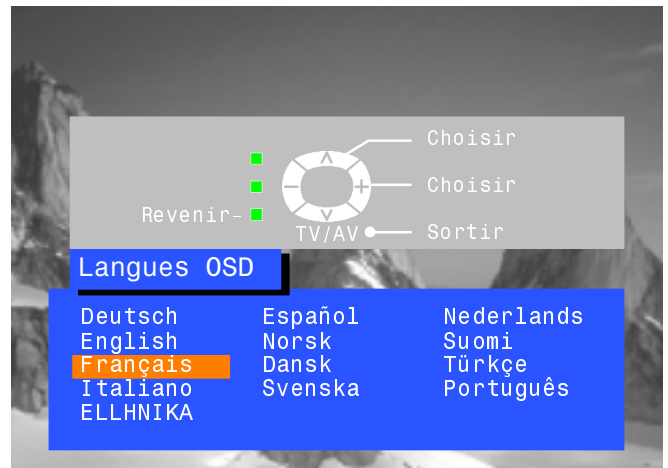 Choisir
Choisir
Revenir-
TV/AV Sortir
Langues OSD
Deutsch Español Nederlands
English Norsk Suomi
Français Dansk Türkçe
Italiano Svenska Português
ELLHNIKA